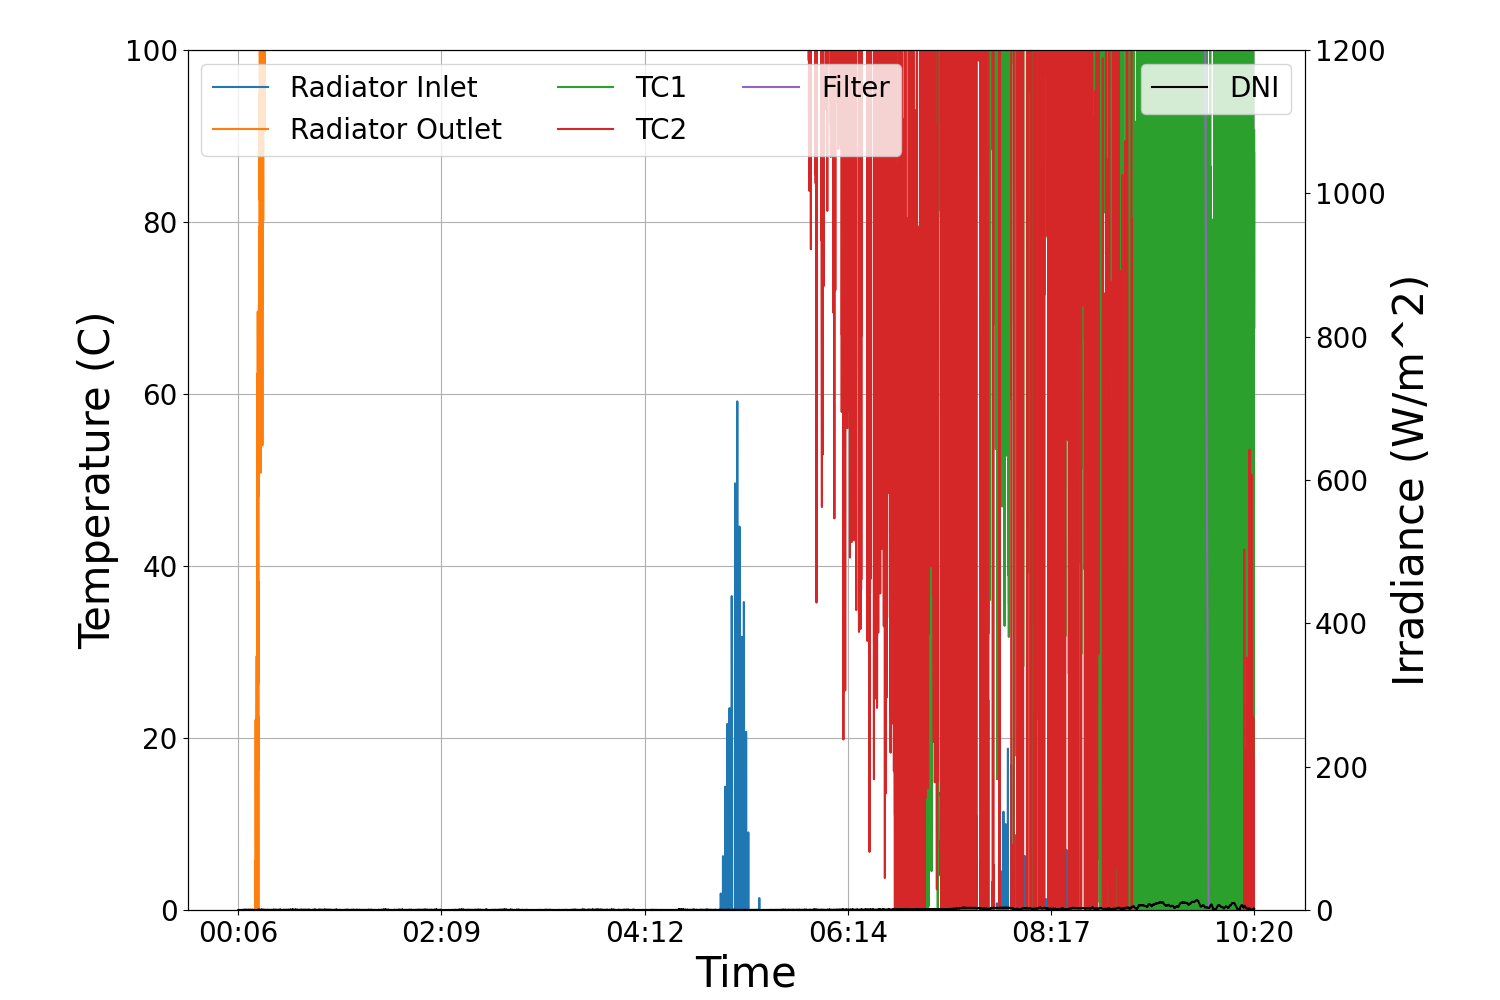 100
80
60
40
20
0
Temperature (C)
Radiator Inlet
Radiator Outlet
TC1
TC2
Filter
DNI
1200
1000
800
600
400
200
0
Irradiance (W/m^2)
00:06 02:09 04:12 06:14 08:17 10:20
Time